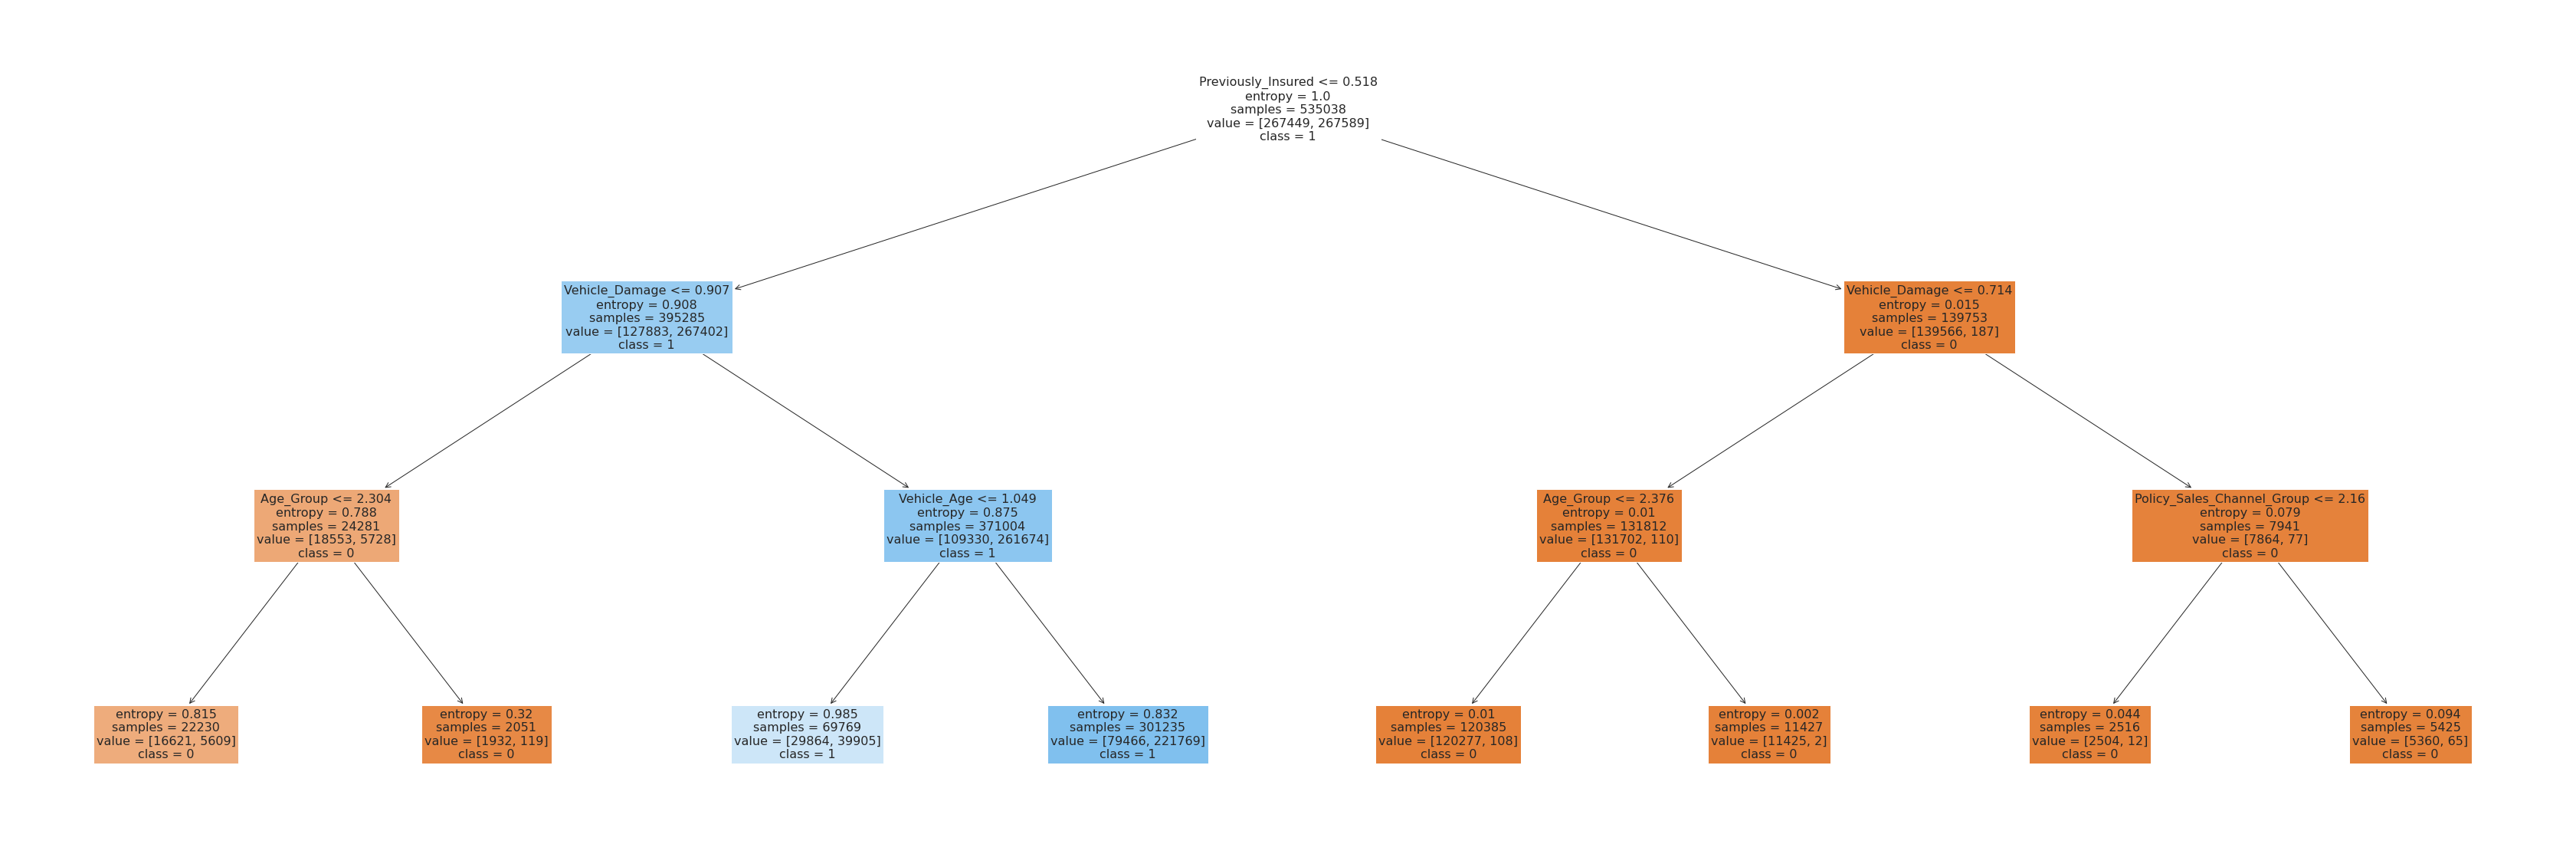 Previously_Insured <= 0.518
entropy = 1.0
samples = 535038
value = [267449, 267589]
class = 1
Vehicle_Damage <= 0.907
entropy = 0.908
samples = 395285
value = [127883, 267402]
class = 1
Vehicle_Damage <= 0.714
entropy = 0.015
samples = 139753
value = [139566, 187]
class = 0
Age_Group <= 2.304
entropy = 0.788
samples = 24281
value = [18553, 5728]
class = 0
Vehicle_Age <= 1.049
entropy = 0.875
samples = 371004
value = [109330, 261674]
class = 1
Age_Group <= 2.376
entropy = 0.01
samples = 131812
value = [131702, 110]
class = 0
Policy_Sales_Channel_Group <= 2.16
entropy = 0.079
samples = 7941
value = [7864, 77]
class = 0
entropy = 0.815
samples = 22230
value = [16621, 5609]
class = 0
entropy = 0.32
samples = 2051
value = [1932, 119]
class = 0
entropy = 0.985
samples = 69769
value = [29864, 39905]
class = 1
entropy = 0.832
samples = 301235
value = [79466, 221769]
class = 1
entropy = 0.01
samples = 120385
value = [120277, 108]
class = 0
entropy = 0.002
samples = 11427
value = [11425, 2]
class = 0
entropy = 0.044
samples = 2516
value = [2504, 12]
class = 0
entropy = 0.094
samples = 5425
value = [5360, 65]
class = 0